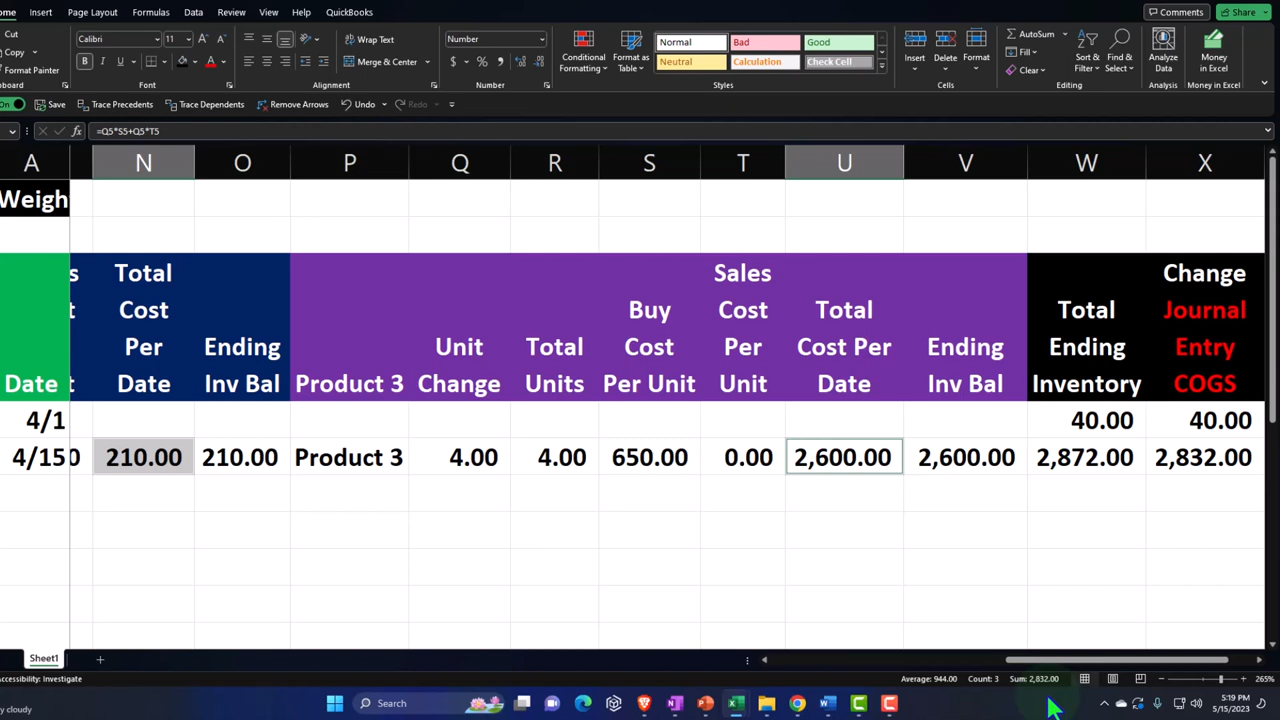 ome Insert Page Layout Formulas Data Review View Help QuickBooks Comments Share
Cut Calibri 11 Wrap Text Number Conditional Formatting Format as Table Normal Bad Good Insert Delete Format AutoSum Sort & Filter Find & Select Analyze Data Money in Excel
Copy Fill
Format Painter Merge & Center Neutral Calculation Check Cell Clear
Font Alignment Number Styles Cells Editing Analysis Money in Excel
On Save Trace Precedents Trace Dependents Remove Arrows Undo Redo
=Q5*S5+Q5*T5
A N O P Q R S T U V W X
Weigh
s Total Sales Change
t Cost Buy Cost Total Total Journal
Per Ending Unit Total Cost Per Cost Per Ending Ending Entry
Date t Date Inv Bal Product 3 Change Units Per Unit Unit Date Inv Bal Inventory COGS
4/1 40.00 40.00
4/15 0 210.00 210.00 Product 3 4.00 4.00 650.00 0.00 2,600.00 2,600.00 2,872.00 2,832.00
Sheet1
Accessibility: Investigate Average: 944.00 Count: 3 Sum: 2,832.00 265%
y cloudy Search 5:19 PM
5/15/2023